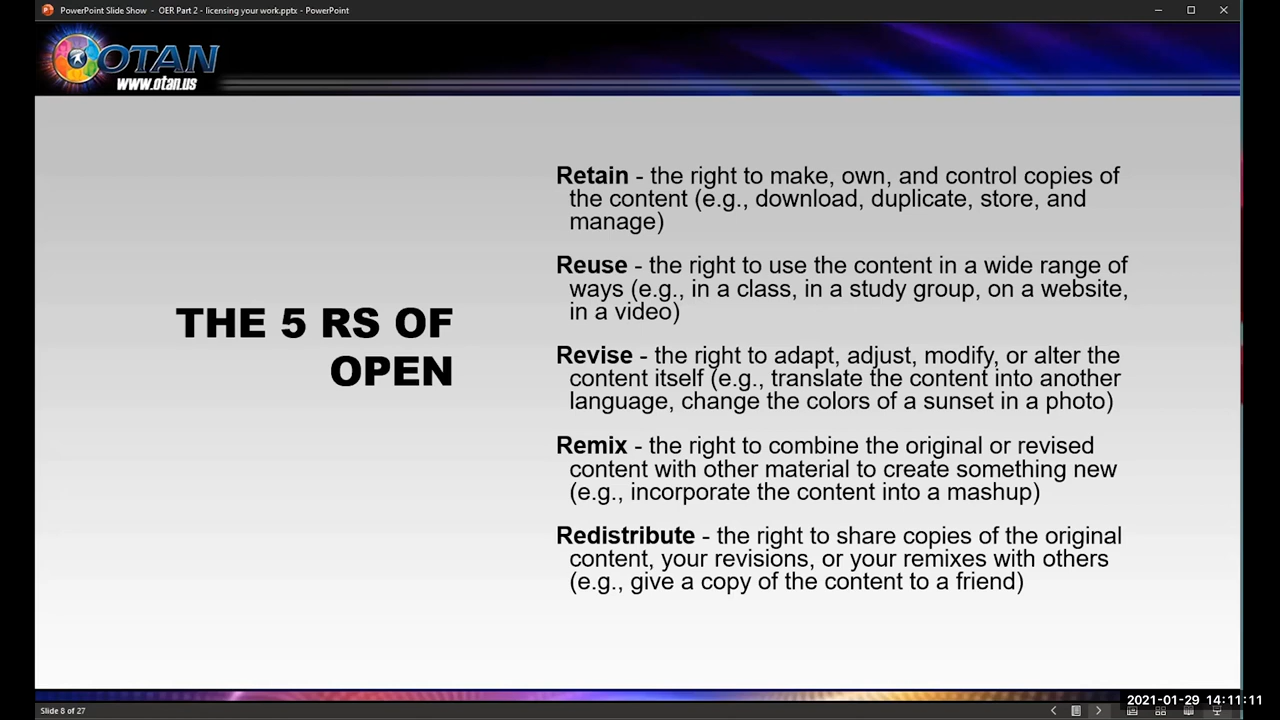 PowerPoint Slide Show - OER Part 2 - licensing your work.pptx - PowerPoint
OTAN
www.otan.us
THE 5 RS OF
OPEN
Retain - the right to make, own, and control copies of
the content (e.g., download, duplicate, store, and
manage)
Reuse - the right to use the content in a wide range of
ways (e.g., in a class, in a study group, on a website,
in a video)
Revise - the right to adapt, adjust, modify, or alter the
content itself (e.g., translate the content into another
language, change the colors of a sunset in a photo)
Remix - the right to combine the original or revised
content with other material to create something new
(e.g., incorporate the content into a mashup)
Redistribute - the right to share copies of the original
content, your revisions, or your remixes with others
(e.g., give a copy of the content to a friend)
2021-01-29 14:11:11
Slide 8 of 27